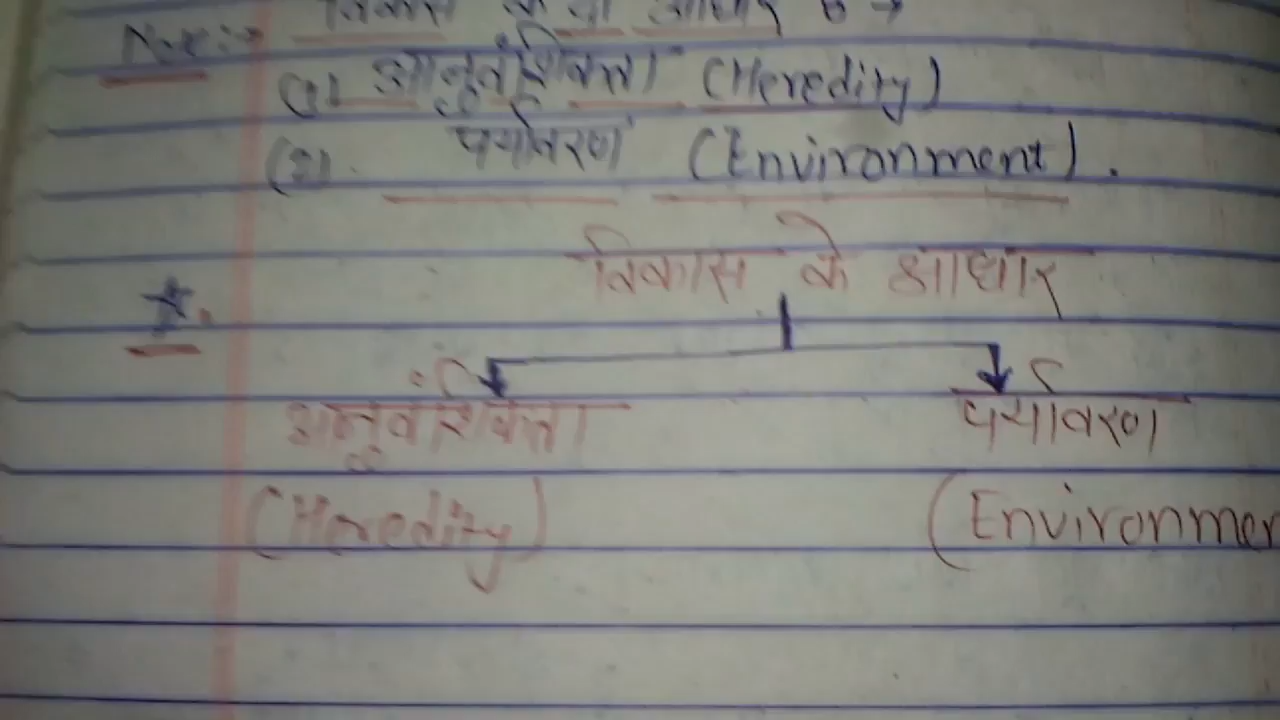 Note:→ विकास के दो आधार है →
(1) आनुवंशिकता (Heredity)
(2). पर्यावरण (Environment).
*. विकास के आधार
आनुवंशिकता पर्यावरण
(Heredity) (Environmen